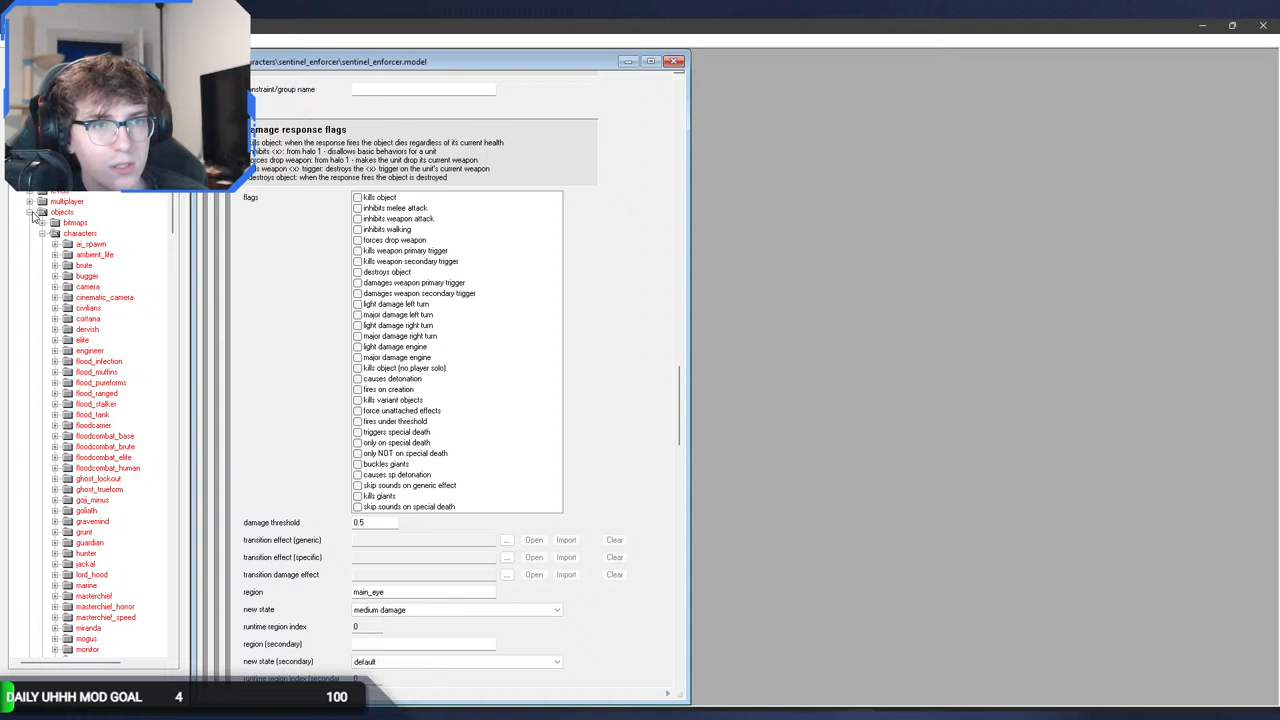 aracters\sentinel_enforcer\sentinel_enforcer.model
onstraint/group name
amage response flags
ills object: when the response fires the object dies regardless of its current health
hibits <x>: from halo 1 - disallows basic behaviors for a unit
orces drop weapon: from halo 1 - makes the unit drop its current weapon
s weapon <x> trigger: destroys the <x> trigger on the unit's current weapon
destroys object: when the response fires the object is destroyed
flags
kills object
inhibits melee attack
inhibits weapon attack
inhibits walking
forces drop weapon
kills weapon primary trigger
kills weapon secondary trigger
destroys object
damages weapon primary trigger
damages weapon secondary trigger
light damage left turn
major damage left turn
light damage right turn
major damage right turn
light damage engine
major damage engine
kills object (no player solo)
causes detonation
fires on creation
kills variant objects
force unattached effects
fires under threshold
triggers special death
only on special death
only NOT on special death
buckles giants
causes sp detonation
skip sounds on generic effect
kills giants
skip sounds on special death
damage threshold 0.5
transition effect (generic) ... Open Import Clear
transition effect (specific) ... Open Import Clear
transition damage effect ... Open Import Clear
region main_eye
new state medium damage
runtime region index 0
region (secondary)
new state (secondary) default
runtime region index (seconda
levels
multiplayer
objects
bitmaps
characters
ai_spawn
ambient_life
brute
bugger
camera
cinematic_camera
civilians
cortana
dervish
elite
engineer
flood_infection
flood_muffins
flood_pureforms
flood_ranged
flood_stalker
flood_tank
floodcarrier
floodcombat_base
floodcombat_brute
floodcombat_elite
floodcombat_human
ghost_lockout
ghost_trueform
goji_minus
goliath
gravemind
grunt
guardian
hunter
jackal
lord_hood
marine
masterchief
masterchief_horror
masterchief_speed
miranda
mogus
monitor
DAILY UHHH MOD GOAL 4 100